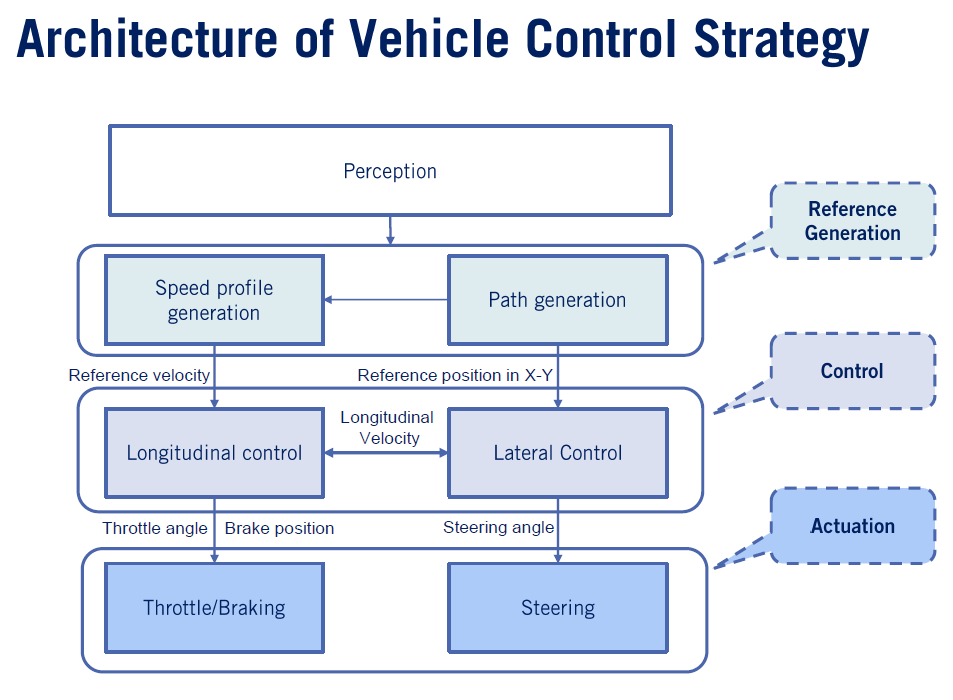 Architecture of Vehicle Control Strategy
Perception
Reference
Generation
Speed profile
generation
Path generation
Reference velocity
Reference position in X-Y
Control
Longitudinal control
Longitudinal
Velocity
Lateral Control
Throttle angle
Brake position
Steering angle
Actuation
Throttle/Braking
Steering